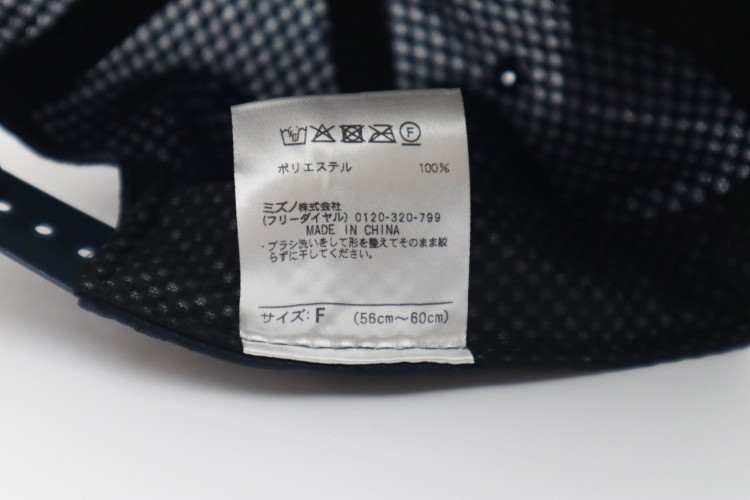 F
ポリエステル 100%
ミズノ株式会社
(フリーダイヤル) 0120-320-799
MADE IN CHINA
・ブラシ洗いをして形を整えてそのまま絞
らずに干してください。
サイズ: F (56cm～60cm)